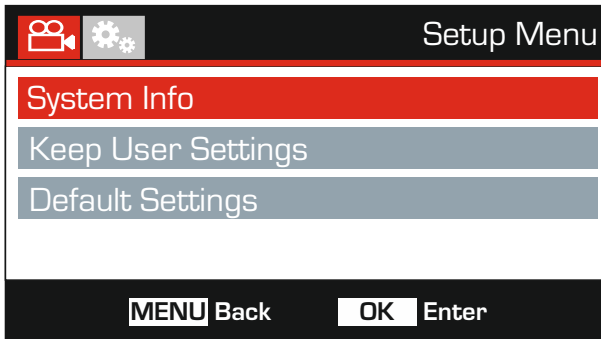 Setup Menu
System Info
Keep User Settings
Default Settings
MENU Back OK Enter